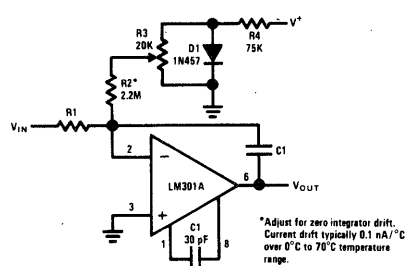 R3
20K
R4
75K
V+
D1
1N457
R2*
2.2M
R1
VIN
C1
2
−
LM301A
6
VOUT
3
+
C1
30 pF
1
8
*Adjust for zero integrator drift.
Current drift typically 0.1 nA/°C
over 0°C to 70°C temperature
range.